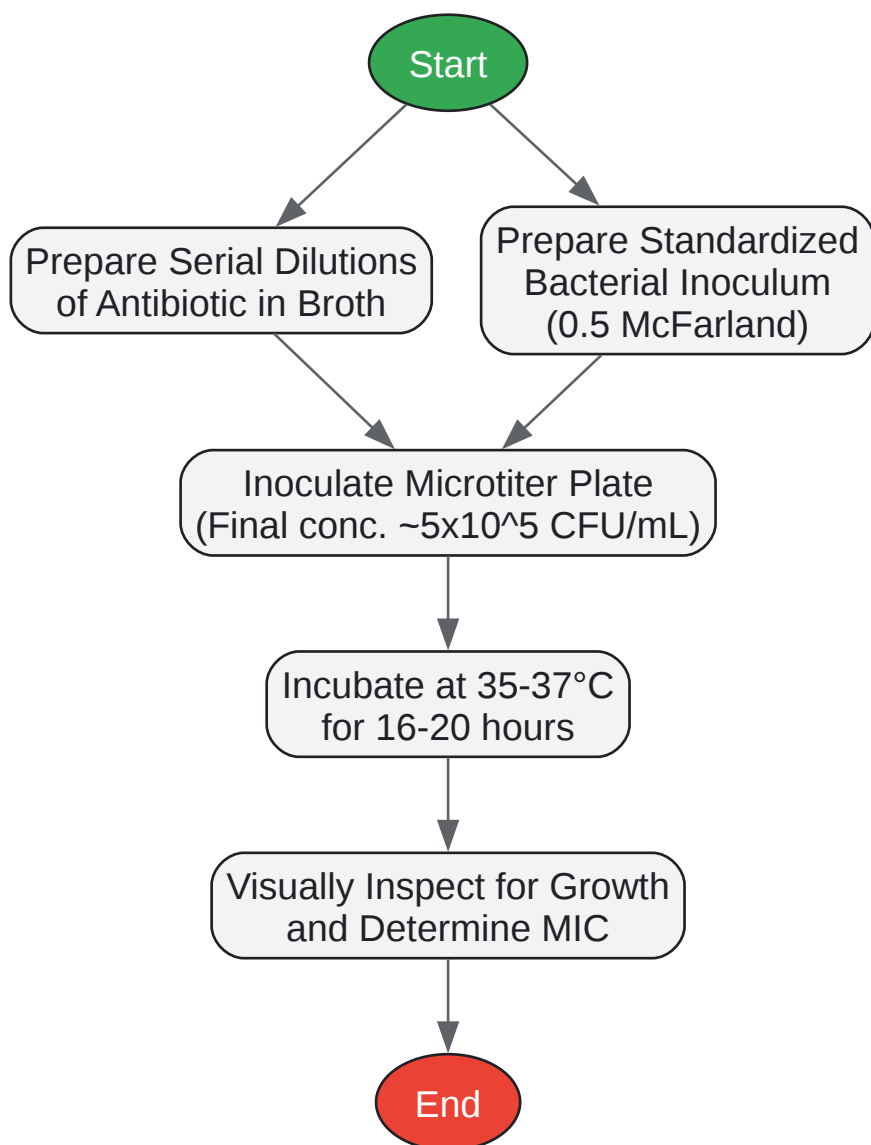 Start
Prepare Serial Dilutions
of Antibiotic in Broth
Prepare Standardized
Bacterial Inoculum
(0.5 McFarland)
Inoculate Microtiter Plate
(Final conc. ~5x10^5 CFU/mL)
Incubate at 35-37°C
for 16-20 hours
Visually Inspect for Growth
and Determine MIC
End